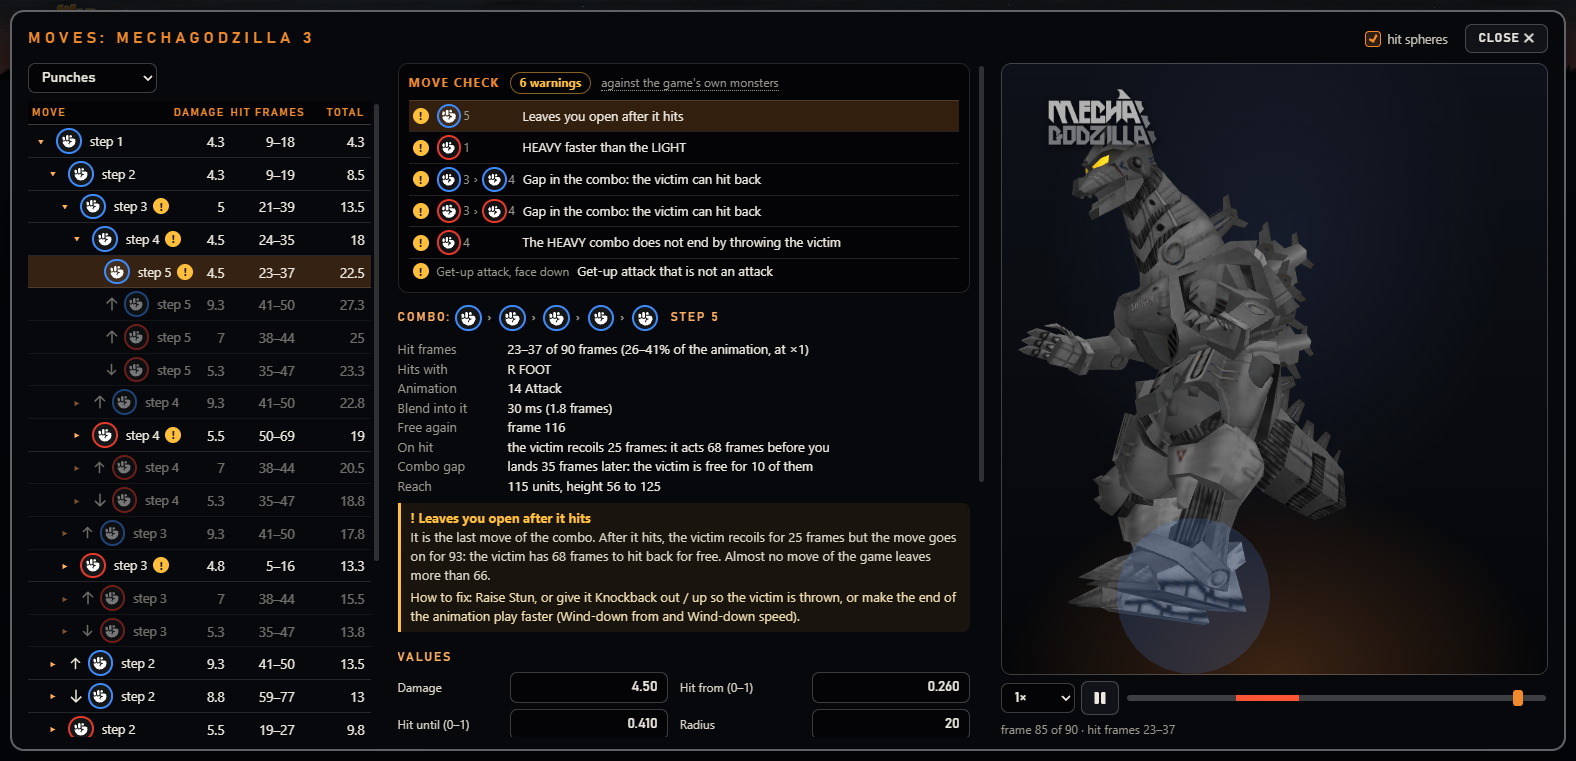 MOVES: MECHAGODZILLA 3
hit spheres
CLOSE ✕
Punches
MOVE DAMAGE HIT FRAMES TOTAL
step 1 4.3 9–18 4.3
step 2 4.3 9–19 8.5
step 3 ! 5 21–39 13.5
step 4 ! 4.5 24–35 18
step 5 ! 4.5 23–37 22.5
↑ step 5 9.3 41–50 27.3
↑ step 5 7 38–44 25
↓ step 5 5.3 35–47 23.3
↑ step 4 9.3 41–50 22.8
step 4 ! 5.5 50–69 19
↑ step 4 7 38–44 20.5
↓ step 4 5.3 35–47 18.8
↑ step 3 9.3 41–50 17.8
step 3 ! 4.8 5–16 13.3
↑ step 3 7 38–44 15.5
↓ step 3 5.3 35–47 13.8
↑ step 2 9.3 41–50 13.5
↓ step 2 8.8 59–77 13
step 2 5.5 19–27 9.8
MOVE CHECK 6 warnings against the game's own monsters
! 5 Leaves you open after it hits
! 1 HEAVY faster than the LIGHT
! 3 › 4 Gap in the combo: the victim can hit back
! 3 › 4 Gap in the combo: the victim can hit back
! 4 The HEAVY combo does not end by throwing the victim
! Get-up attack, face down Get-up attack that is not an attack
COMBO: › › › › STEP 5
Hit frames 23–37 of 90 frames (26–41% of the animation, at ×1)
Hits with R FOOT
Animation 14 Attack
Blend into it 30 ms (1.8 frames)
Free again frame 116
On hit the victim recoils 25 frames: it acts 68 frames before you
Combo gap lands 35 frames later: the victim is free for 10 of them
Reach 115 units, height 56 to 125
! Leaves you open after it hits
It is the last move of the combo. After it hits, the victim recoils for 25 frames but the move goes
on for 93: the victim has 68 frames to hit back for free. Almost no move of the game leaves
more than 66.
How to fix: Raise Stun, or give it Knockback out / up so the victim is thrown, or make the end of
the animation play faster (Wind-down from and Wind-down speed).
VALUES
Damage 4.50 Hit from (0–1) 0.260
Hit until (0–1) 0.410 Radius 20
MECHA
GODZILLA
1×
frame 85 of 90 · hit frames 23–37